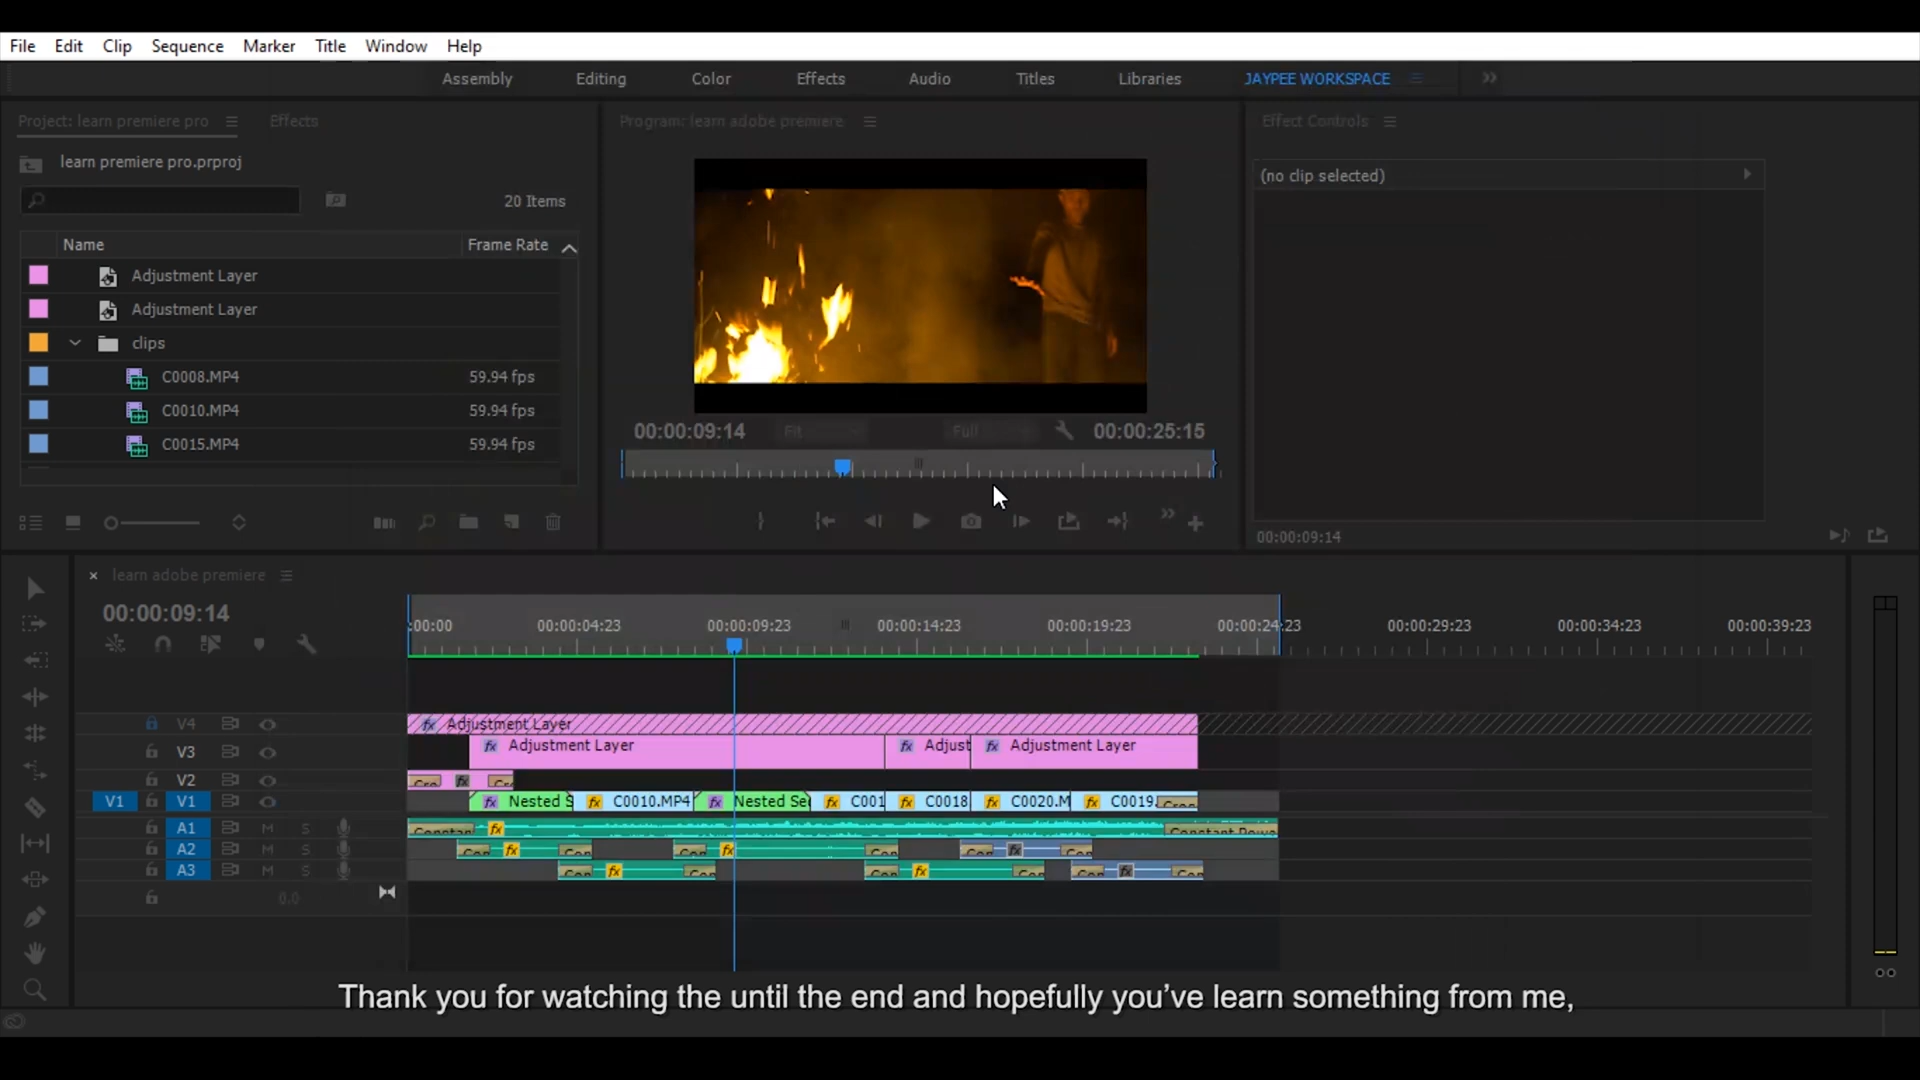 File Edit Clip Sequence Marker Title Window Help
Assembly Editing Color Effects Audio Titles Libraries JAYPEE WORKSPACE
Project: learn premiere pro Effects
learn premiere pro.prproj
20 Items
Name Frame Rate
Adjustment Layer
Adjustment Layer
clips
C0008.MP4 59.94 fps
C0010.MP4 59.94 fps
C0015.MP4 59.94 fps
Program: learn adobe premiere
00:00:09:14 Fit Full 00:00:25:15
Effect Controls
(no clip selected)
00:00:09:14
learn adobe premiere
00:00:09:14
:00:00 00:00:04:23 00:00:09:23 00:00:14:23 00:00:19:23 00:00:24:23 00:00:29:23 00:00:34:23 00:00:39:23
V4 fx Adjustment Layer
V3 fx Adjustment Layer fx Adjust fx Adjustment Layer
V2 fx
V1 V1 fx Nested S fx C0010.MP4 fx Nested Se fx C001 fx C0018 fx C0020.M fx C0019.
A1 M S Constan fx Constant Powe
A2 M S Con fx Con Con fx Con Con fx Con
A3 M S Con fx Con Con fx Con Con fx Con
0.0
Thank you for watching the until the end and hopefully you've learn something from me,